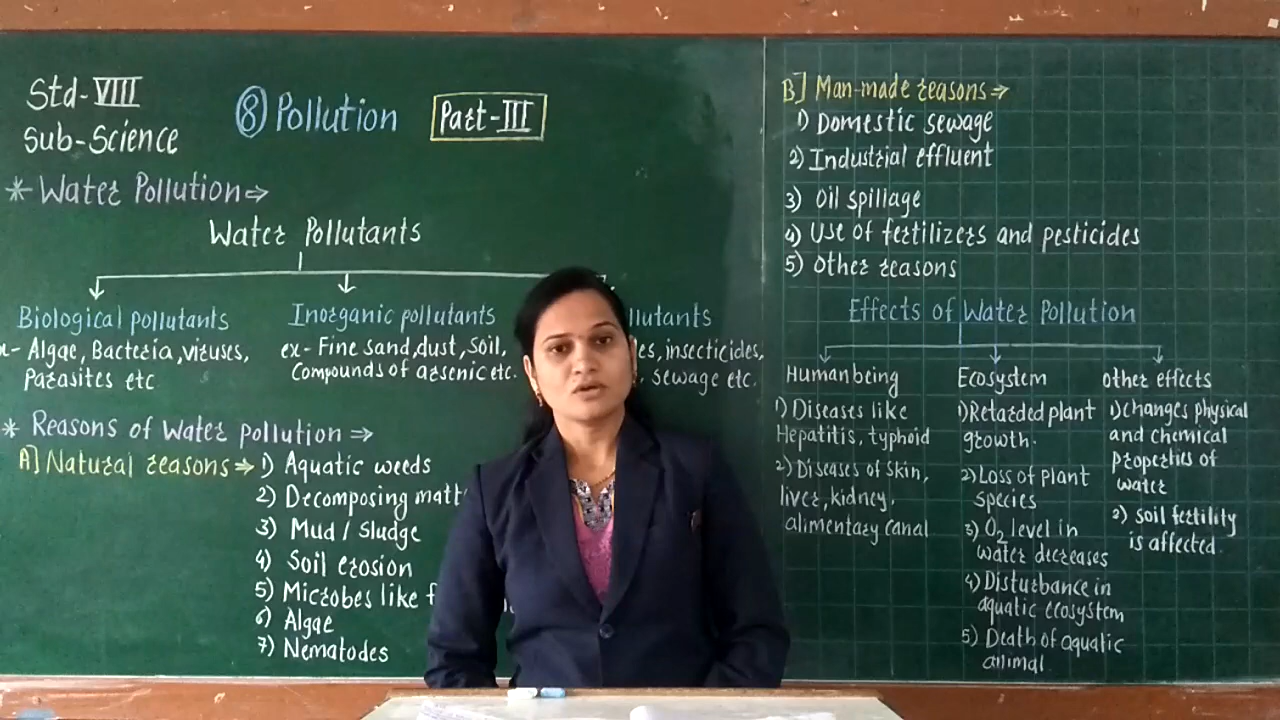 Std-VIII
Sub-Science
⑧ Pollution
Part-III
* Water Pollution ⇒
Water Pollutants
Biological pollutants
Algae, Bacteria, viruses,
Parasites etc
Inorganic pollutants
ex- Fine sand, dust, soil,
Compounds of arsenic etc.
insecticides,
sewage etc.
* Reasons of water pollution ⇒
A] Natural reasons ⇒ 1) Aquatic weeds
2) Decomposing
3) Mud / Sludge
4) Soil erosion
5) Microbes like
6) Algae
7) Nematodes
B] Man-made reasons ⇒
1) Domestic sewage
2) Industrial effluent
3) Oil spillage
4) Use of fertilizers and pesticides
5) Other reasons
Effects of Water Pollution
Human being
1) Diseases like
Hepatitis, typhoid
2) Diseases of skin,
liver, kidney,
alimentary canal
Ecosystem
1) Retarded plant
growth.
2) Loss of plant
species
3) O₂ level in
water decreases
4) Disturbance in
aquatic ecosystem
5) Death of aquatic
animal
other effects
1) changes physical
and chemical
properties of
water
2) soil fertility
is affected.